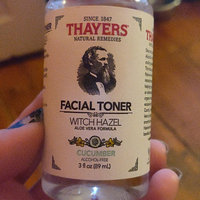 SINCE 1847
THAYERS
NATURAL REMEDIES
FACIAL TONER
WITCH HAZEL
ALOE VERA FORMULA
CUCUMBER
ALCOHOL-FREE
3 fl oz (89 mL)